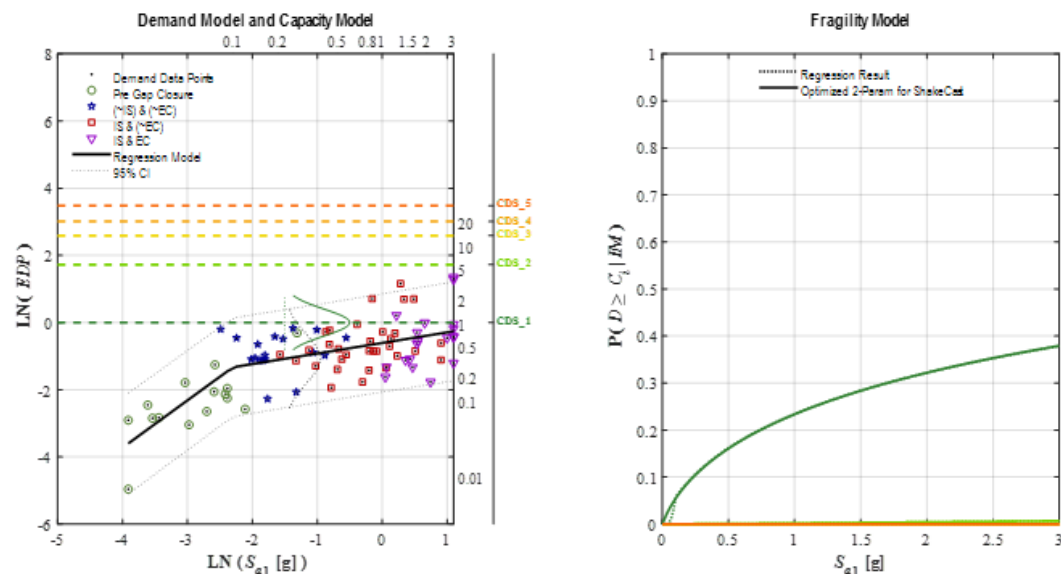 Demand Model and Capacity Model
0.1 0.2 0.5 0.8 1 1.5 2 3
8
6
4
2
0
-2
-4
-6
LN(EDP)
Demand Data Points
Pre Gap Closure
(~IS) & (~EC)
IS & (~EC)
IS & EC
Regression Model
95% CI
20
10
5
2
1
0.5
0.2
0.1
0.01
CDS_5
CDS_4
CDS_3
CDS_2
CDS_1
-5 -4 -3 -2 -1 0 1
LN(Sa1 [g])
Fragility Model
1
0.9
0.8
0.7
0.6
0.5
0.4
0.3
0.2
0.1
0
P(D ≥ Ci | IM)
Regression Result
Optimized 2-Param for ShakeCast
0 0.5 1 1.5 2 2.5 3
Sa1 [g]